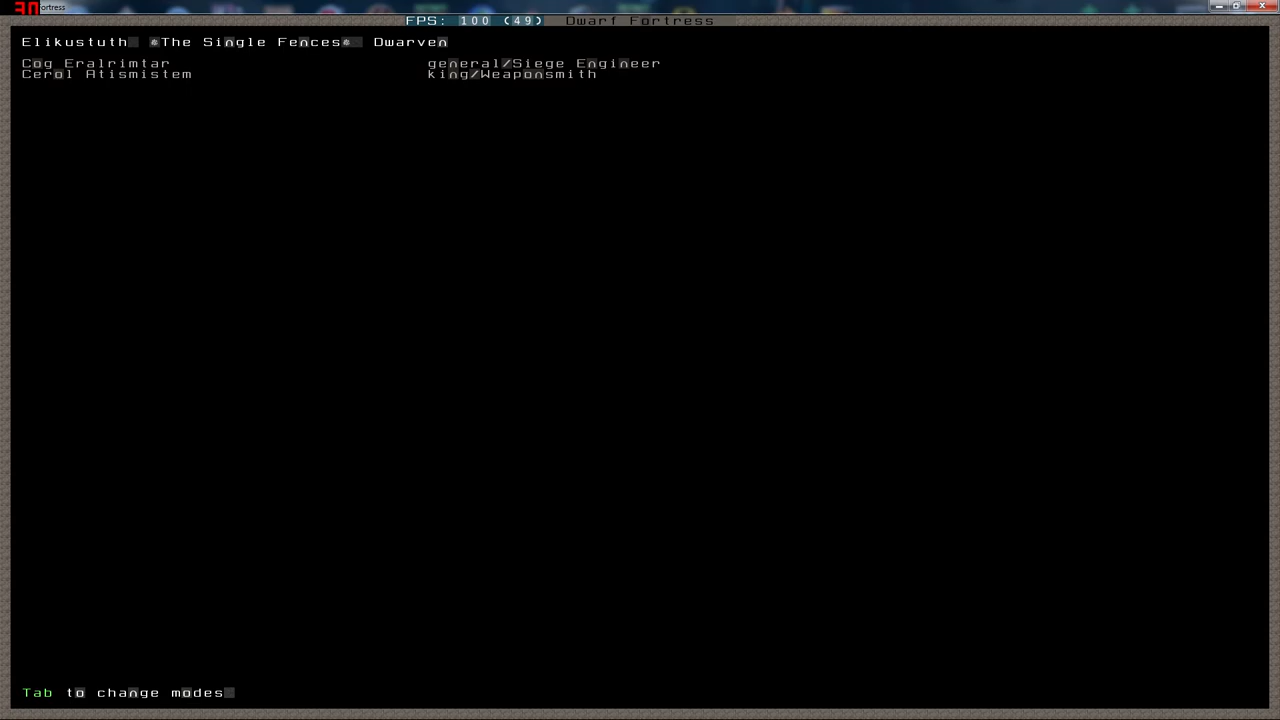 ortress
FPS: 100 (49) Dwarf Fortress
Elikustuth "The Single Fences" Dwarven
Cog Eralrimtar general/Siege Engineer
Cerol Atismistem king/Weaponsmith
Tab to change modes